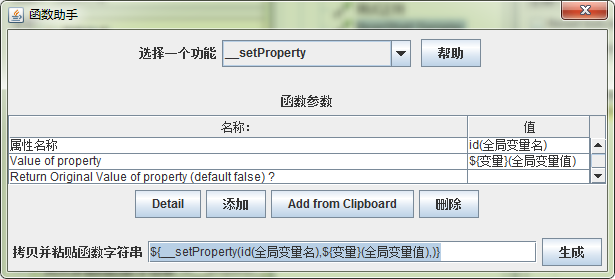 函数助手
选择一个功能 __setProperty 帮助
函数参数
名称: 值
属性名称 id(全局变量名)
Value of property ${变量}(全局变量值)
Return Original Value of property (default false) ?
Detail 添加 Add from Clipboard 删除
拷贝并粘贴函数字符串 ${__setProperty(id(全局变量名),${变量}(全局变量值),)} 生成